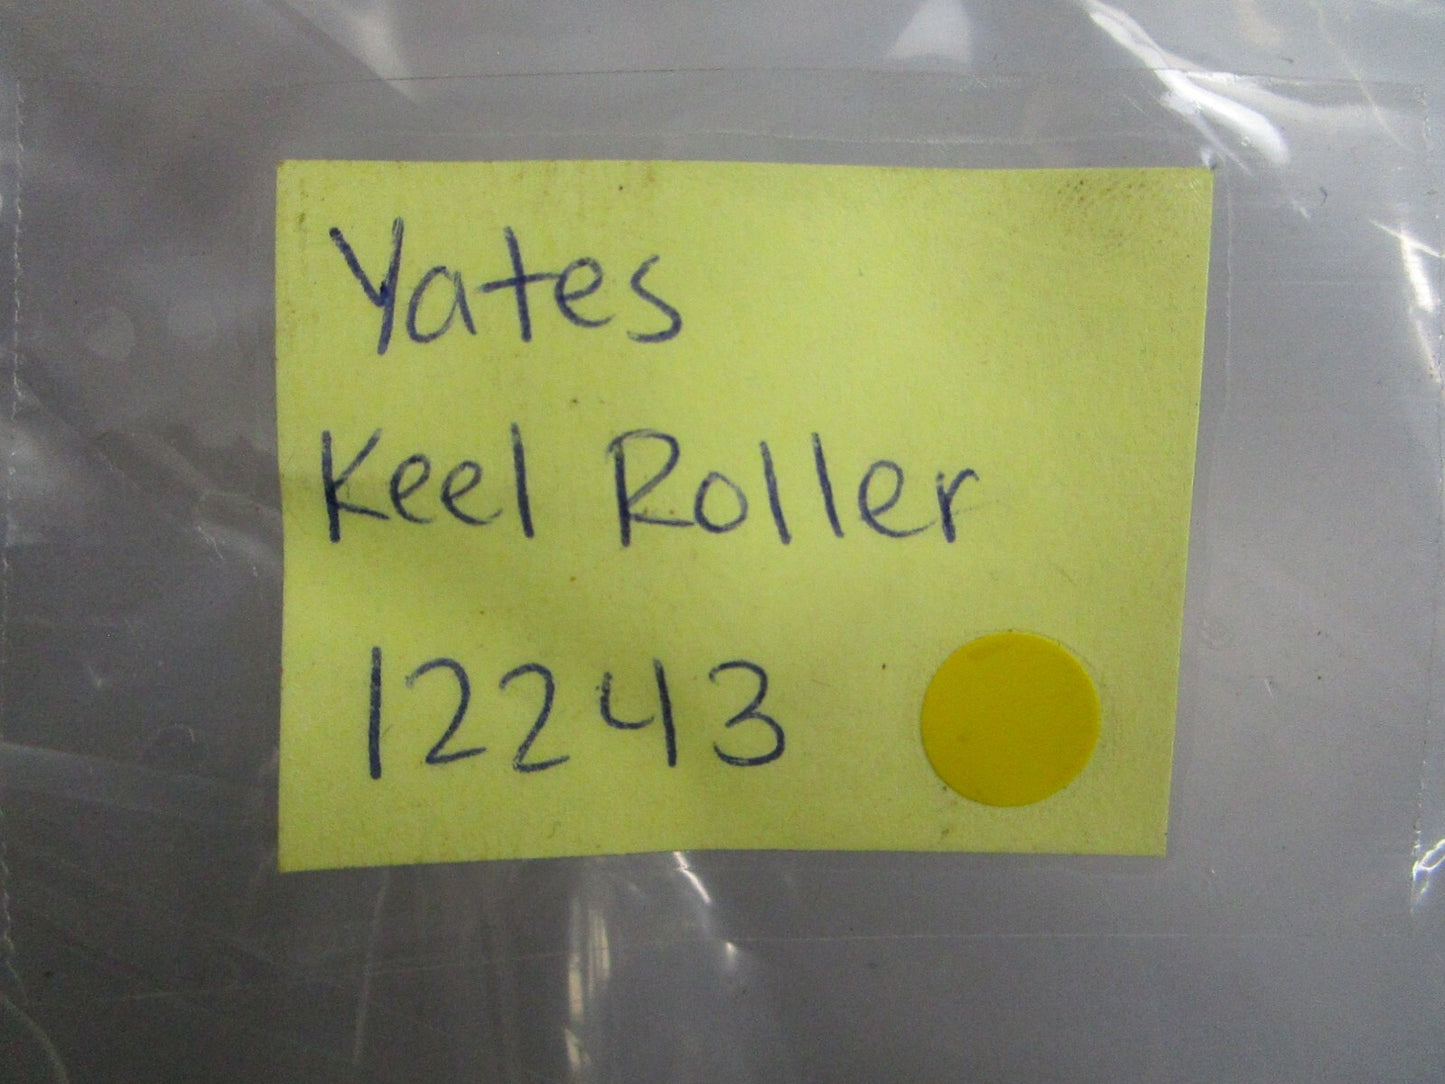 Yates
Keel Roller
12243